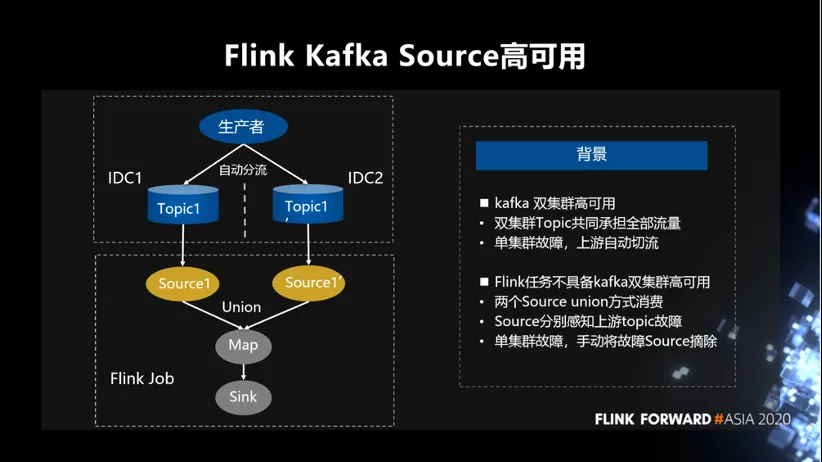 Flink Kafka Source高可用
生产者
IDC1
自动分流
IDC2
Topic1
Topic1
’
Source1
Source1’
Union
Map
Flink Job
Sink
背景
■ kafka 双集群高可用
• 双集群Topic共同承担全部流量
• 单集群故障，上游自动切流
■ Flink任务不具备kafka双集群高可用
• 两个Source union方式消费
• Source分别感知上游topic故障
• 单集群故障，手动将故障Source摘除
FLINK FORWARD #ASIA 2020